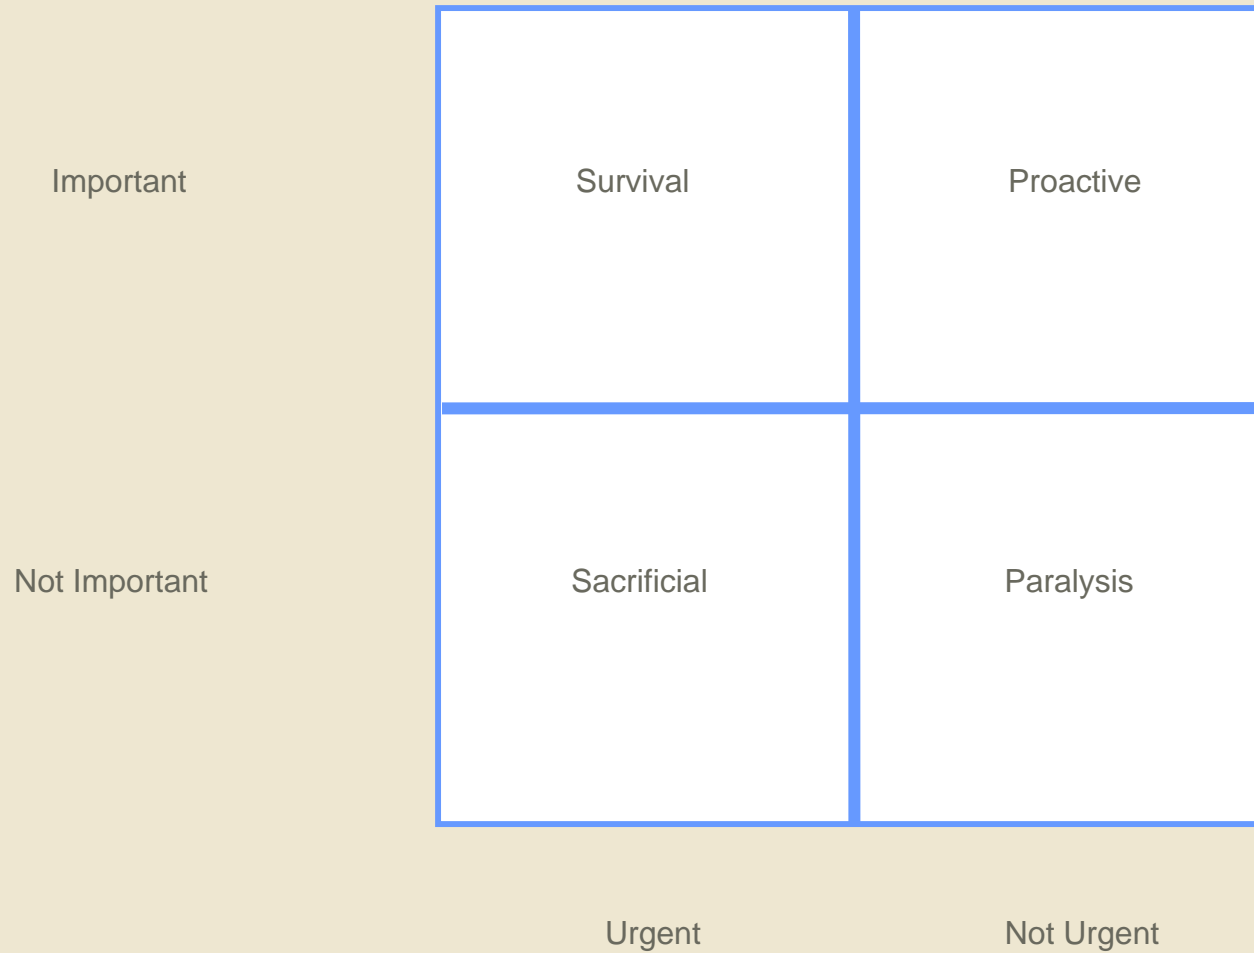 Important
Survival
Proactive
Not Important
Sacrificial
Paralysis
Urgent
Not Urgent